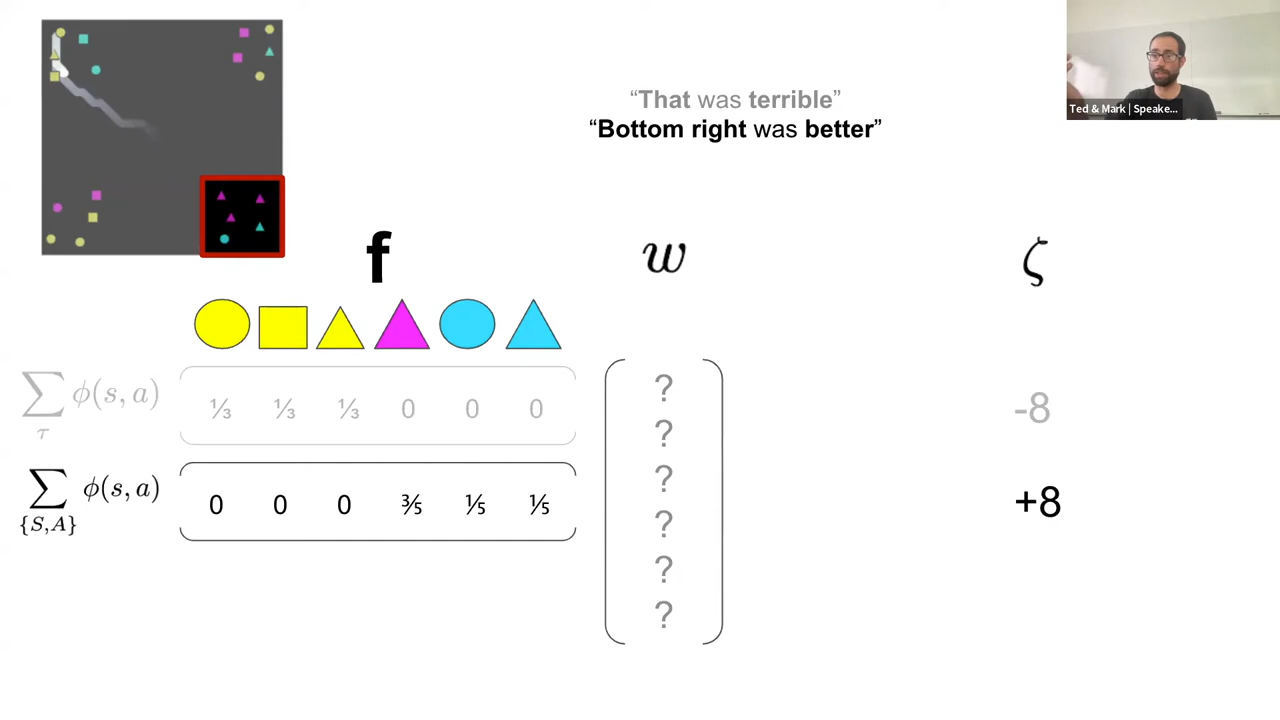 “That was terrible”
“Bottom right was better”
Ted & Mark | Speake...
f w ζ
∑ τ ϕ(s, a) ⅓ ⅓ ⅓ 0 0 0 -8
∑ {S,A} ϕ(s, a) 0 0 0 ⅗ ⅕ ⅕ +8
?
?
?
?
?
?